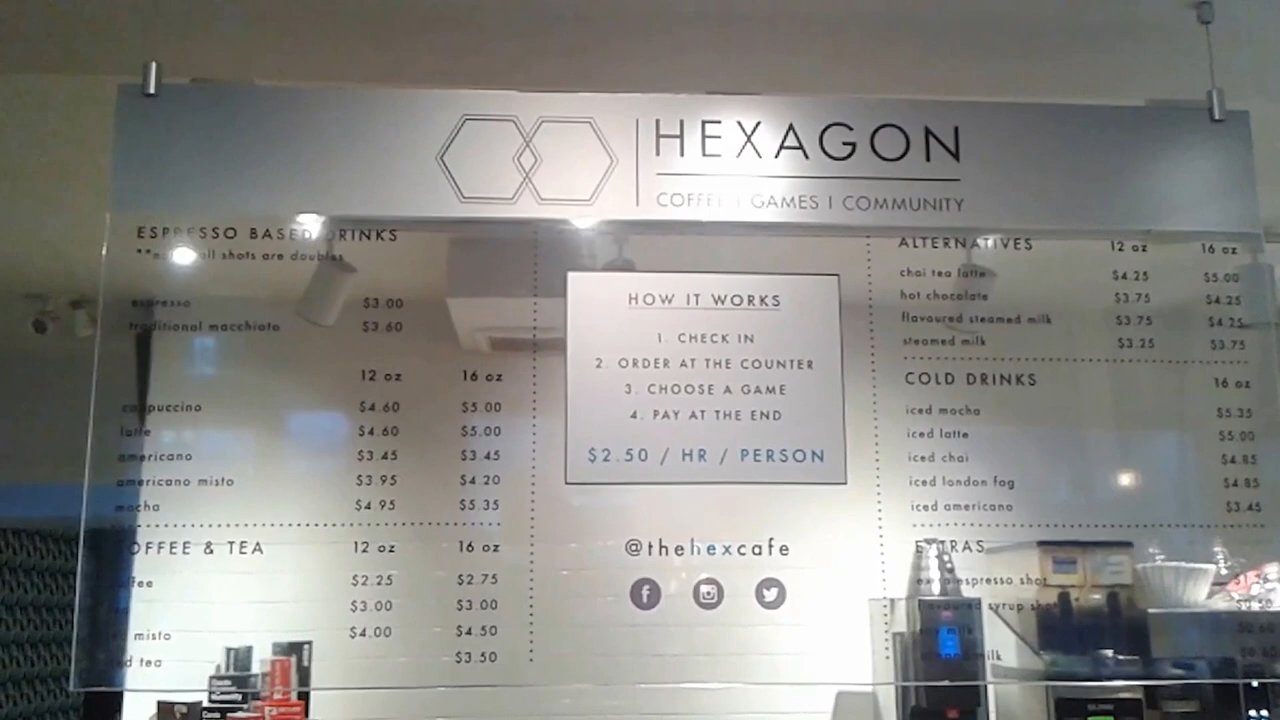 HEXAGON
COFFEE | GAMES | COMMUNITY
ESPRESSO BASED DRINKS
all shots are doubles
espresso $3.00
traditional macchiato $3.60
12 oz 16 oz
cappuccino $4.60 $5.00
latte $4.60 $5.00
americano $3.45 $3.45
americano misto $3.95 $4.20
mocha $4.95 $5.35
COFFEE & TEA 12 oz 16 oz
$2.25 $2.75
$3.00 $3.00
misto $4.00 $4.50
tea $3.50
HOW IT WORKS
1. CHECK IN
2. ORDER AT THE COUNTER
3. CHOOSE A GAME
4. PAY AT THE END
$2.50 / HR / PERSON
@thehexcafe
ALTERNATIVES 12 oz 16 oz
chai tea latte $4.25 $5.00
hot chocolate $3.75 $4.25
flavoured steamed milk $3.75 $4.25
steamed milk $3.25 $3.75
COLD DRINKS 16 oz
iced mocha $5.35
iced latte $5.00
iced chai $4.85
iced london fog $4.85
iced americano $3.45
EXTRAS
extra espresso shot
flavoured syrup shot $0.50
milk